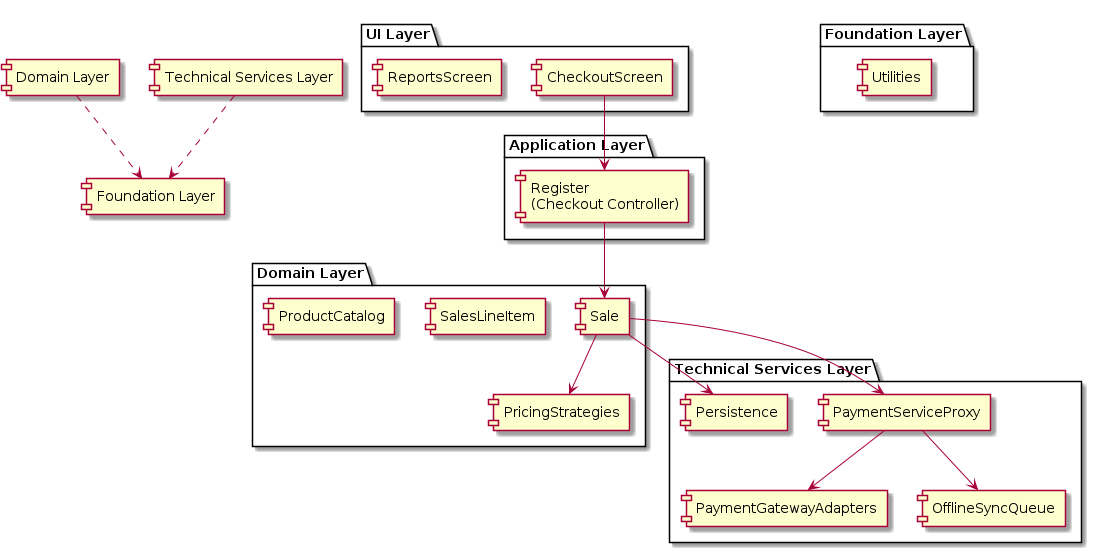 UI Layer
Foundation Layer
Domain Layer
Technical Services Layer
ReportsScreen
CheckoutScreen
Utilities
Application Layer
Foundation Layer
Register
(Checkout Controller)
Domain Layer
ProductCatalog
SalesLineItem
Sale
Technical Services Layer
PricingStrategies
Persistence
PaymentServiceProxy
PaymentGatewayAdapters
OfflineSyncQueue